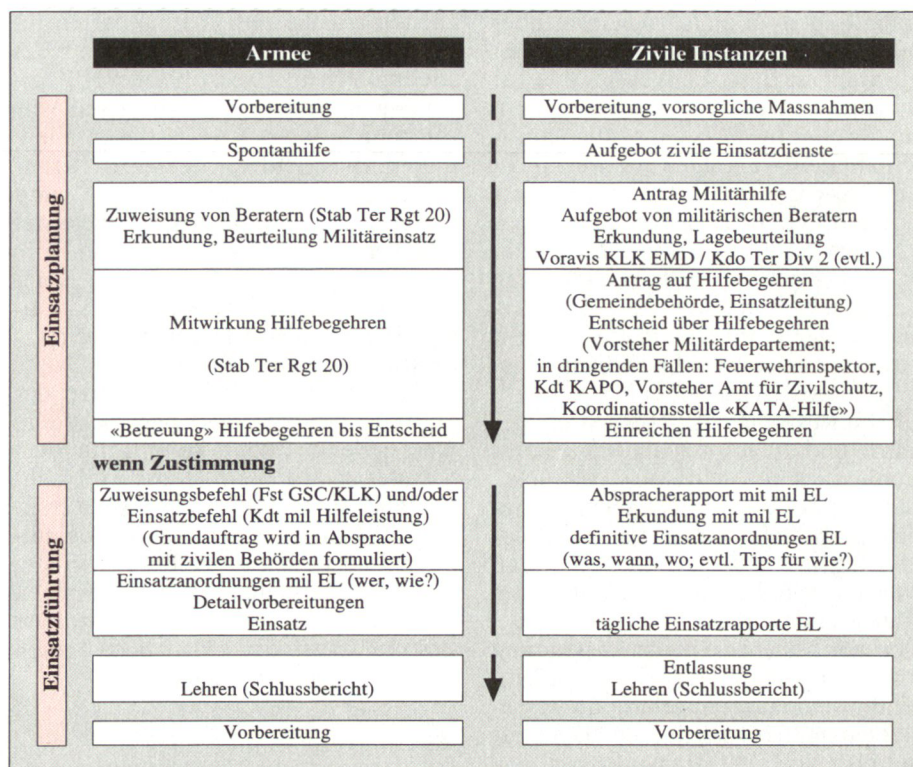 Armee
Zivile Instanzen
Einsatzplanung
Vorbereitung
Vorbereitung, vorsorgliche Massnahmen
Spontanhilfe
Aufgebot zivile Einsatzdienste
Zuweisung von Beratern (Stab Ter Rgt 20)
Erkundung, Beurteilung Militäreinsatz
Antrag Militärhilfe
Aufgebot von militärischen Beratern
Erkundung, Lagebeurteilung
Voravis KLK EMD / Kdo Ter Div 2 (evtl.)
Mitwirkung Hilfebegehren
(Stab Ter Rgt 20)
Antrag auf Hilfebegehren
(Gemeindebehörde, Einsatzleitung)
Entscheid über Hilfebegehren
(Vorsteher Militärdepartement;
in dringenden Fällen: Feuerwehrinspektor,
Kdt KAPO, Vorsteher Amt für Zivilschutz,
Koordinationsstelle «KATA-Hilfe»)
«Betreuung» Hilfebegehren bis Entscheid
Einreichen Hilfebegehren
wenn Zustimmung
Einsatzführung
Zuweisungsbefehl (Fst GSC/KLK) und/oder
Einsatzbefehl (Kdt mil Hilfeleistung)
(Grundauftrag wird in Absprache
mit zivilen Behörden formuliert)
Abspracherapport mit mil EL
Erkundung mit mil EL
definitive Einsatzanordnungen EL
(was, wann, wo; evtl. Tips für wie?)
Einsatzanordnungen mil EL (wer, wie?)
Detailvorbereitungen
Einsatz
tägliche Einsatzrapporte EL
Lehren (Schlussbericht)
Entlassung
Lehren (Schlussbericht)
Vorbereitung
Vorbereitung